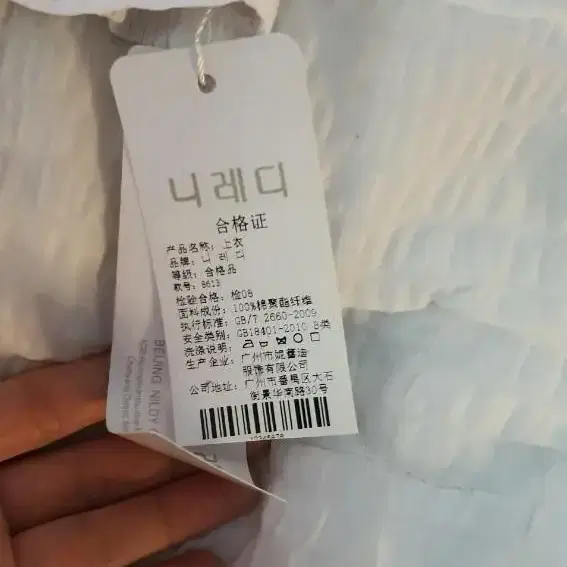 니레디
合格证
产品名称: 上衣
品牌: 니레디
等级: 合格品
款号: 8613
检验合格: 检08
面料成份: 100%棉聚酯纤维
执行标准: GB/T 2660-2009
安全类别: GB18401-2010 B类
洗涤说明:
生产企业: 广州市妮蕾迪
服饰有限公司
公司地址: 广州市番禺区大石
街景华南路30号
12345678
BEIJING NILDY